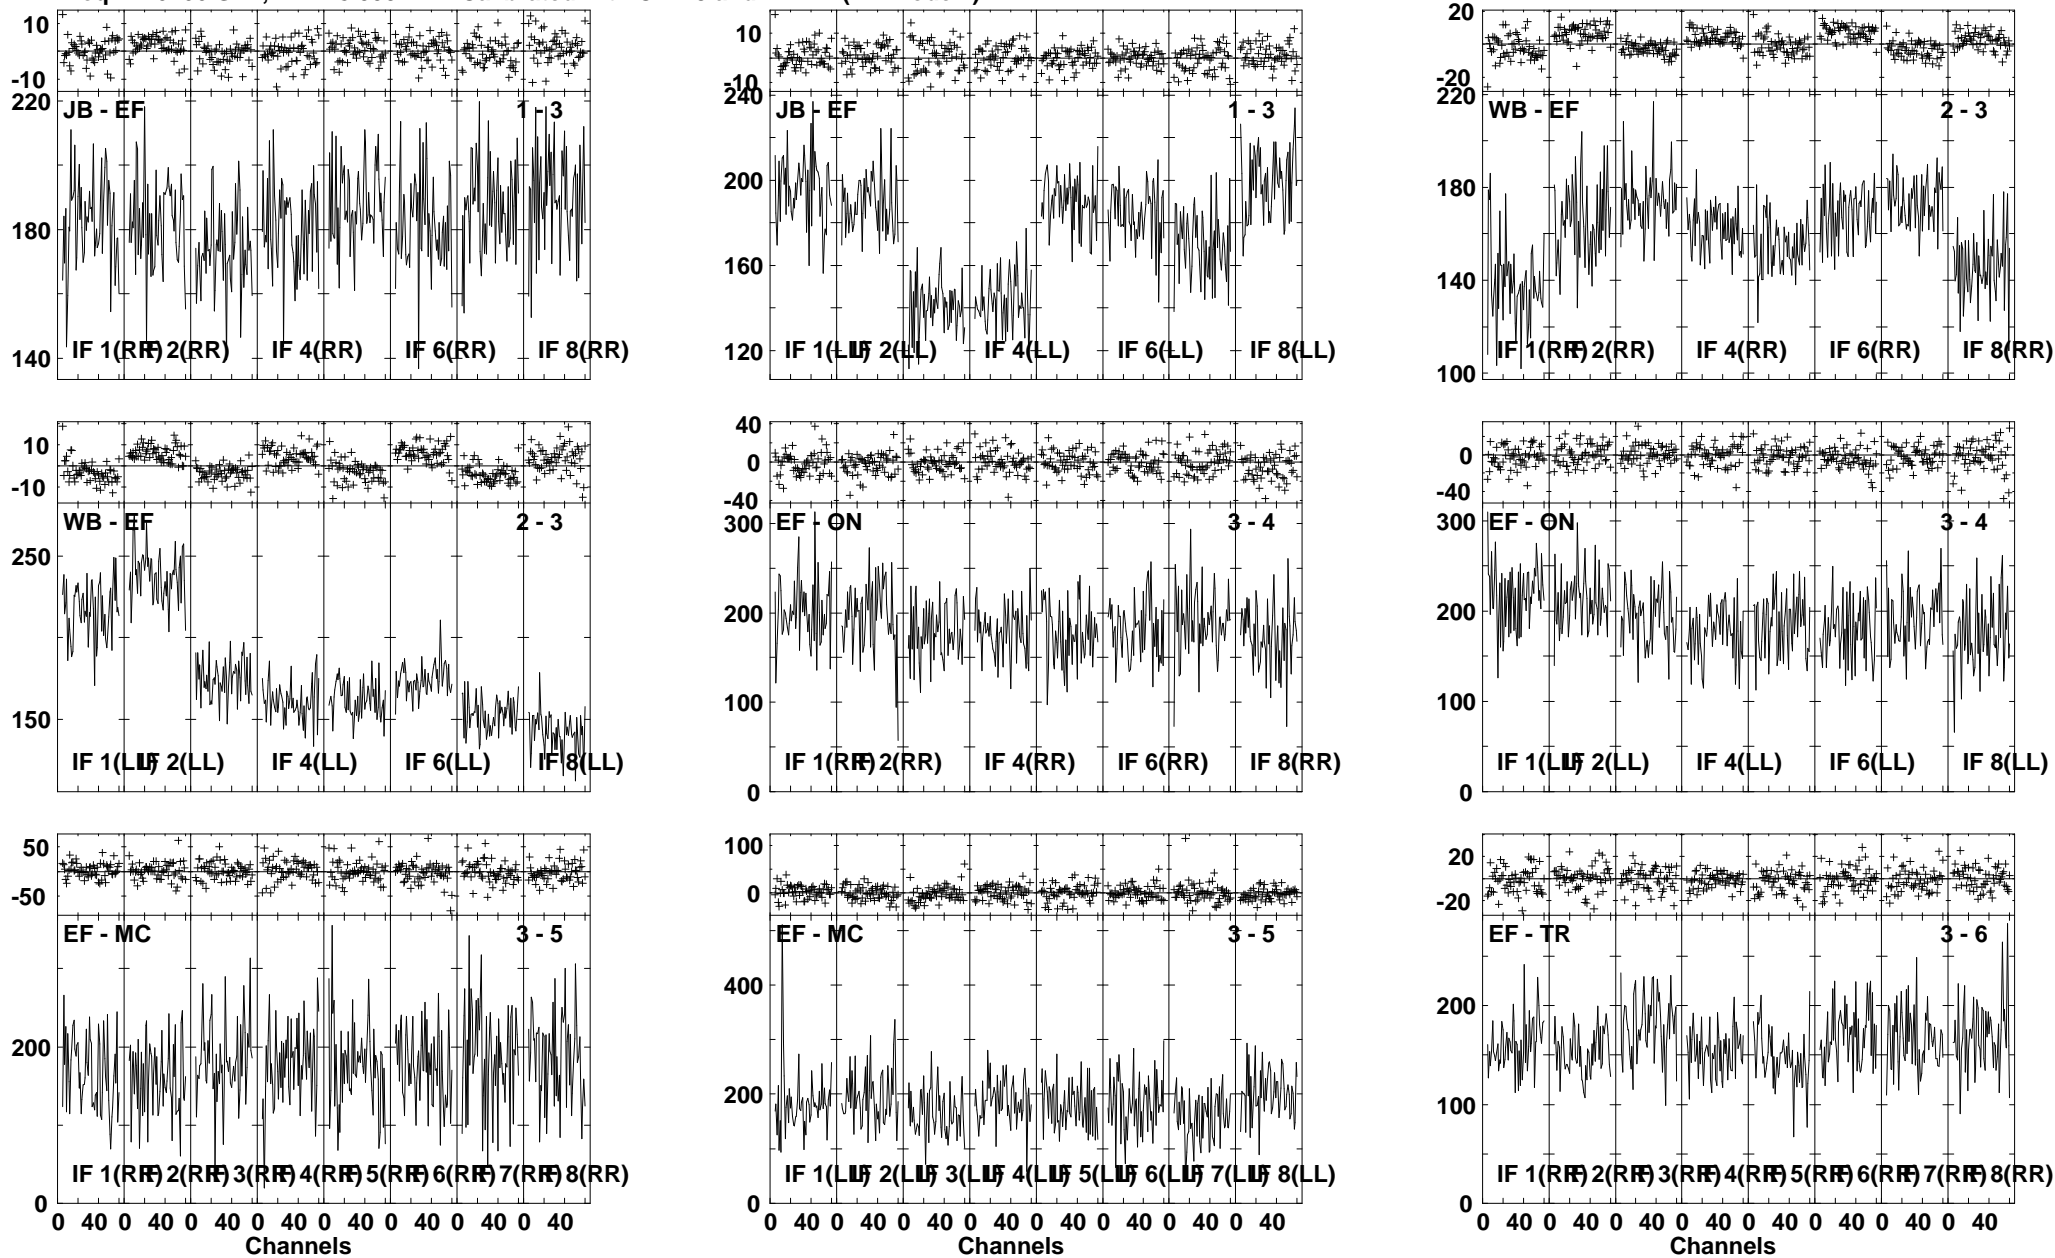 10
-10
220
180
140
JB - EF
1 - 3
IF 1(RR)
IF 2(RR)
IF 4(RR)
IF 6(RR)
IF 8(RR)
10
-10
240
200
160
120
JB - EF
1 - 3
IF 1(LL)
IF 2(LL)
IF 4(LL)
IF 6(LL)
IF 8(LL)
20
-20
220
180
140
100
WB - EF
2 - 3
IF 1(RR)
IF 2(RR)
IF 4(RR)
IF 6(RR)
IF 8(RR)
10
-10
250
150
WB - EF
2 - 3
IF 1(LL)
IF 2(LL)
IF 4(LL)
IF 6(LL)
IF 8(LL)
40
0
-40
300
200
100
0
EF - ON
3 - 4
IF 1(RR)
IF 2(RR)
IF 4(RR)
IF 6(RR)
IF 8(RR)
40
0
-40
300
200
100
0
EF - ON
3 - 4
IF 1(LL)
IF 2(LL)
IF 4(LL)
IF 6(LL)
IF 8(LL)
50
-50
200
0
EF - MC
3 - 5
IF 1(RR)
IF 2(RR)
IF 3(RR)
IF 4(RR)
IF 5(RR)
IF 6(RR)
IF 7(RR)
IF 8(RR)
0 40 0 40 0 40 0 40 0 40 0 40 0 40 0 40
Channels
100
0
400
200
0
EF - MC
3 - 5
IF 1(LL)
IF 2(LL)
IF 3(LL)
IF 4(LL)
IF 5(LL)
IF 6(LL)
IF 7(LL)
IF 8(LL)
0 40 0 40 0 40 0 40 0 40 0 40 0 40 0 40
Channels
20
-20
200
100
0
EF - TR
3 - 6
IF 1(RR)
IF 2(RR)
IF 3(RR)
IF 4(RR)
IF 5(RR)
IF 6(RR)
IF 7(RR)
IF 8(RR)
0 40 0 40 0 40 0 40 0 40 0 40 0 40 0 40
Channels